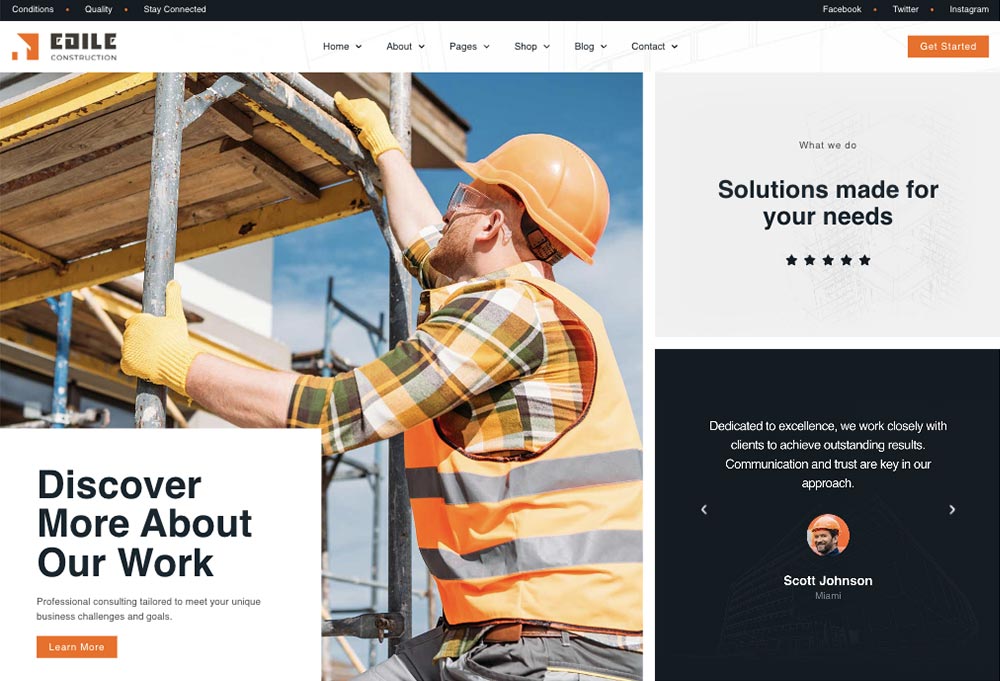 Conditions • Quality • Stay Connected
Facebook • Twitter • Instagram
EDILE
CONSTRUCTION
Home About Pages Shop Blog Contact
Get Started
What we do
Solutions made for
your needs
Discover
More About
Our Work
Professional consulting tailored to meet your unique
business challenges and goals.
Learn More
Dedicated to excellence, we work closely with
clients to achieve outstanding results.
Communication and trust are key in our
approach.
Scott Johnson
Miami